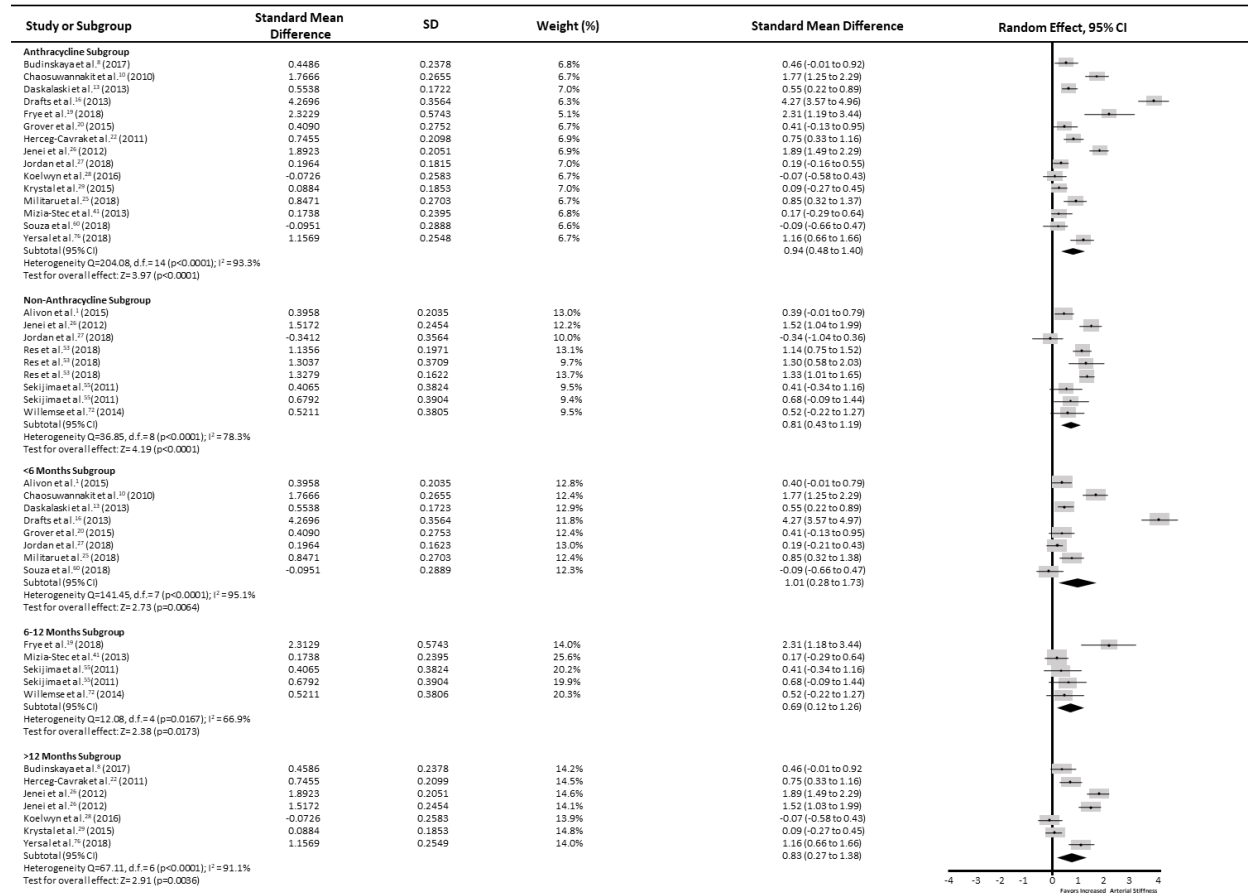 Study or Subgroup Standard Mean Difference SD Weight (%) Standard Mean Difference Random Effect, 95% CI
Anthracycline Subgroup
Budinskaya et al.⁸ (2017) 0.4486 0.2378 6.8% 0.46 (-0.01 to 0.92)
Chaosuwannakit et al.¹⁰ (2010) 1.7666 0.2655 6.7% 1.77 (1.25 to 2.29)
Daskalaski et al.¹³ (2013) 0.5538 0.1722 6.9% 0.55 (0.22 to 0.89)
Drafts et al.¹⁶ (2013) 4.2696 0.3564 6.3% 4.27 (3.57 to 4.96)
Frye et al.¹⁹ (2018) 2.3229 0.5743 5.1% 2.31 (1.19 to 3.44)
Grover et al.²⁰ (2015) 0.4090 0.2752 6.7% 0.41 (-0.13 to 0.95)
Herceg-Cavrak et al.²² (2011) 0.7455 0.2098 6.9% 0.75 (0.33 to 1.16)
Jenei et al.²⁶ (2012) 1.8923 0.2051 6.9% 1.89 (1.49 to 2.29)
Jordan et al.²⁷ (2018) 0.1964 0.1815 7.0% 0.19 (-0.16 to 0.55)
Koelwyn et al.²⁸ (2016) -0.0726 0.2583 6.7% -0.07 (-0.58 to 0.43)
Krystal et al.²⁹ (2015) 0.0884 0.1853 7.0% 0.09 (-0.27 to 0.45)
Militaru et al.²⁵ (2018) 0.8471 0.2703 6.7% 0.85 (0.32 to 1.37)
Mizia-Stec et al.⁴¹ (2013) 0.1738 0.2395 6.8% 0.17 (-0.29 to 0.64)
Souza et al.⁶⁰ (2018) -0.0951 0.2888 6.6% -0.09 (-0.66 to 0.47)
Yersal et al.⁷⁶ (2018) 1.1569 0.2548 6.7% 1.16 (0.66 to 1.66)
Subtotal (95% CI) 0.94 (0.48 to 1.40)
Heterogeneity Q=204.08, d.f.= 14 (p<0.0001); I² = 93.3%
Test for overall effect: Z= 3.97 (p<0.0001)
Non-Anthracycline Subgroup
Alivon et al.¹ (2015) 0.3958 0.2035 13.0% 0.39 (-0.01 to 0.79)
Jenei et al.²⁶ (2012) 1.5172 0.2454 12.2% 1.52 (1.04 to 1.99)
Jordan et al.²⁷ (2018) -0.3412 0.3564 10.0% -0.34 (-1.04 to 0.36)
Res et al.⁵³ (2018) 1.1356 0.1971 13.1% 1.14 (0.75 to 1.52)
Res et al.⁵³ (2018) 1.3037 0.3709 9.7% 1.30 (0.58 to 2.03)
Res et al.⁵³ (2018) 1.3279 0.1622 13.7% 1.33 (1.01 to 1.65)
Sekijima et al.⁵⁵ (2011) 0.4065 0.3824 9.5% 0.41 (-0.34 to 1.16)
Sekijima et al.⁵⁵ (2011) 0.6792 0.3904 9.4% 0.68 (-0.09 to 1.44)
Willemse et al.⁷² (2014) 0.5211 0.3805 9.5% 0.52 (-0.22 to 1.27)
Subtotal (95% CI) 0.81 (0.43 to 1.19)
Heterogeneity Q=36.85, d.f.= 8 (p<0.0001); I² = 78.3%
Test for overall effect: Z= 4.19 (p<0.0001)
<6 Months Subgroup
Alivon et al.¹ (2015) 0.3958 0.2035 12.8% 0.40 (-0.01 to 0.79)
Chaosuwannakit et al.¹⁰ (2010) 1.7666 0.2655 12.4% 1.77 (1.25 to 2.29)
Daskalaski et al.¹³ (2013) 0.5538 0.1723 12.9% 0.55 (0.22 to 0.89)
Drafts et al.¹⁶ (2013) 4.2696 0.3564 11.8% 4.27 (3.57 to 4.97)
Grover et al.²⁰ (2015) 0.4090 0.2753 12.4% 0.41 (-0.13 to 0.95)
Jordan et al.²⁷ (2018) 0.1964 0.1623 13.0% 0.19 (-0.21 to 0.43)
Militaru et al.²⁵ (2018) 0.8471 0.2703 12.4% 0.85 (0.32 to 1.38)
Souza et al.⁶⁰ (2018) -0.0951 0.2889 12.3% -0.09 (-0.66 to 0.47)
Subtotal (95% CI) 1.01 (0.28 to 1.73)
Heterogeneity Q=141.45, d.f.= 7 (p<0.0001); I² = 95.1%
Test for overall effect: Z= 2.73 (p=0.0064)
6-12 Months Subgroup
Frye et al.¹⁹ (2018) 2.3129 0.5743 14.0% 2.31 (1.18 to 3.44)
Mizia-Stec et al.⁴¹ (2013) 0.1738 0.2395 25.6% 0.17 (-0.29 to 0.64)
Sekijima et al.⁵⁵ (2011) 0.4065 0.3824 20.2% 0.41 (-0.34 to 1.16)
Sekijima et al.⁵⁵ (2011) 0.6792 0.3904 19.9% 0.68 (-0.09 to 1.44)
Willemse et al.⁷² (2014) 0.5211 0.3806 20.3% 0.52 (-0.22 to 1.27)
Subtotal (95% CI) 0.69 (0.12 to 1.26)
Heterogeneity Q=12.08, d.f.= 4 (p=0.0167); I² = 66.9%
Test for overall effect: Z= 2.38 (p=0.0173)
>12 Months Subgroup
Budinskaya et al.⁸ (2017) 0.4586 0.2378 14.2% 0.46 (-0.01 to 0.92
Herceg-Cavrak et al.²² (2011) 0.7455 0.2099 14.5% 0.75 (0.33 to 1.16)
Jenei et al.²⁶ (2012) 1.8923 0.2051 14.6% 1.89 (1.49 to 2.29)
Jenei et al.²⁶ (2012) 1.5172 0.2454 14.1% 1.52 (1.03 to 1.99)
Koelwyn et al.²⁸ (2016) -0.0726 0.2583 13.9% -0.07 (-0.58 to 0.43)
Krystal et al.²⁹ (2015) 0.0884 0.1853 14.8% 0.09 (-0.27 to 0.45)
Yersal et al.⁷⁶ (2018) 1.1569 0.2549 14.0% 1.16 (0.66 to 1.66)
Subtotal (95% CI) 0.83 (0.27 to 1.38)
Heterogeneity Q=67.11, d.f.= 6 (p<0.0001); I² = 91.1%
Test for overall effect: Z= 2.91 (p=0.0036)
-4 -3 -2 -1 0 1 2 3 4
Favors Increased Arterial Stiffness